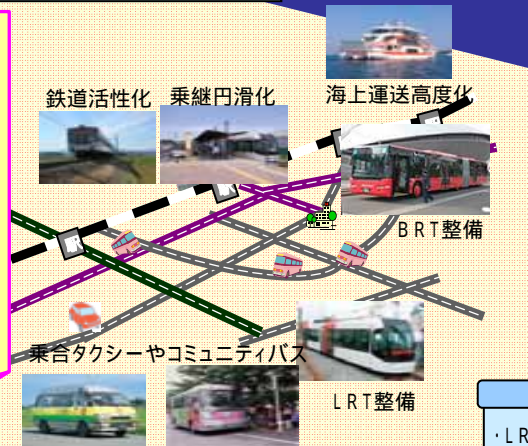 鉄道活性化
乗継円滑化
海上運送高度化
BRT整備
乗合タクシーやコミュニティバス
LRT整備
・LR